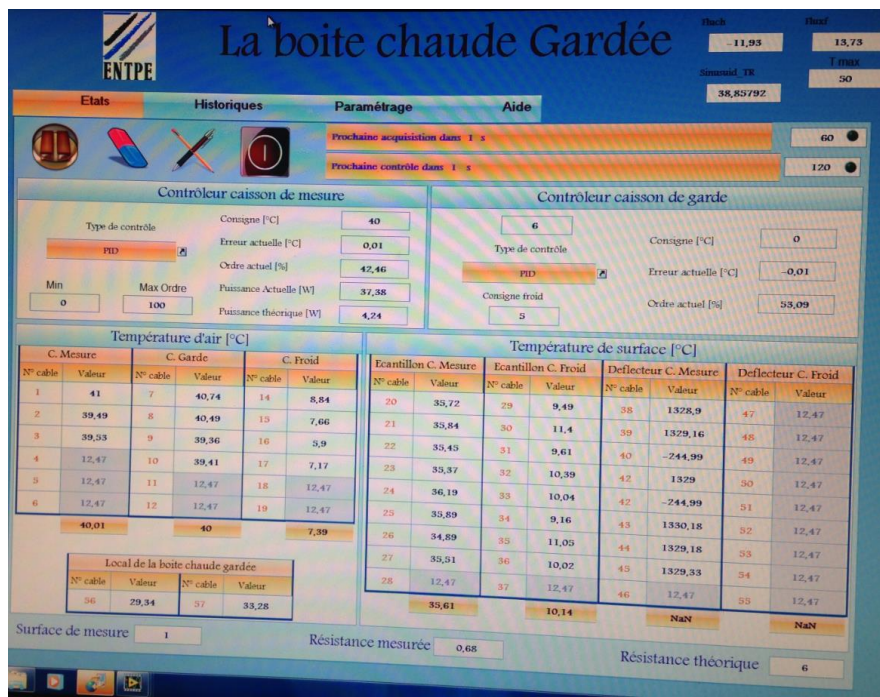 ENTPE
La boite chaude Gardée
Fluxf
-11,93
13,73
Sinusoid_TR
T max
38,85792
50
Etats
Historiques
Paramétrage
Aide
Prochaine acquisistion dans 1 s
60
Prochaine contrôle dans 1 s
120
Contrôleur caisson de mesure
Type de contrôle
PID
Min
Max Ordre
0
100
Consigne [°C]
40
Erreur actuelle [°C]
0,01
Ordre actuel [%]
42,46
Puissance Actuelle [W]
37,38
Puissance théorique [W]
4,24
Contrôleur caisson de garde
6
Type de contrôle
PID
Consigne froid
5
Consigne [°C]
0
Erreur actuelle [°C]
-0,01
Ordre actuel [%]
53,09
Température d'air [°C]
C. Mesure C. Garde C. Froid
N° cable Valeur N° cable Valeur N° cable Valeur
1 41 7 40,74 14 8,84
2 39,49 8 40,49 15 7,66
3 39,53 9 39,36 16 5,9
4 12,47 10 39,41 17 7,17
5 12,47 11 12,47 18 12,47
6 12,47 12 12,47 19 12,47
40,01 40 7,39
Local de la boite chaude gardée
N° cable Valeur N° cable Valeur
56 29,34 57 33,28
Température de surface [°C]
Ecantillon C. Mesure Ecantillon C. Froid Deflecteur C. Mesure Deflecteur C. Froid
N° cable Valeur N° cable Valeur N° cable Valeur N° cable Valeur
20 35,72 29 9,49 38 1328,9 47 12,47
21 35,84 30 11,4 39 1329,16 48 12,47
22 35,45 31 9,61 40 -244,99 49 12,47
23 35,37 32 10,39 42 1329 50 12,47
24 36,19 33 10,04 42 -244,99 51 12,47
25 35,89 34 9,16 43 1330,18 52 12,47
26 34,89 35 11,05 44 1329,18 53 12,47
27 35,51 36 10,02 45 1329,33 54 12,47
28 12,47 37 12,47 46 12,47 55 12,47
35,61 10,14 NaN NaN
Surface de mesure 1
Résistance mesurée 0,68
Résistance théorique 6